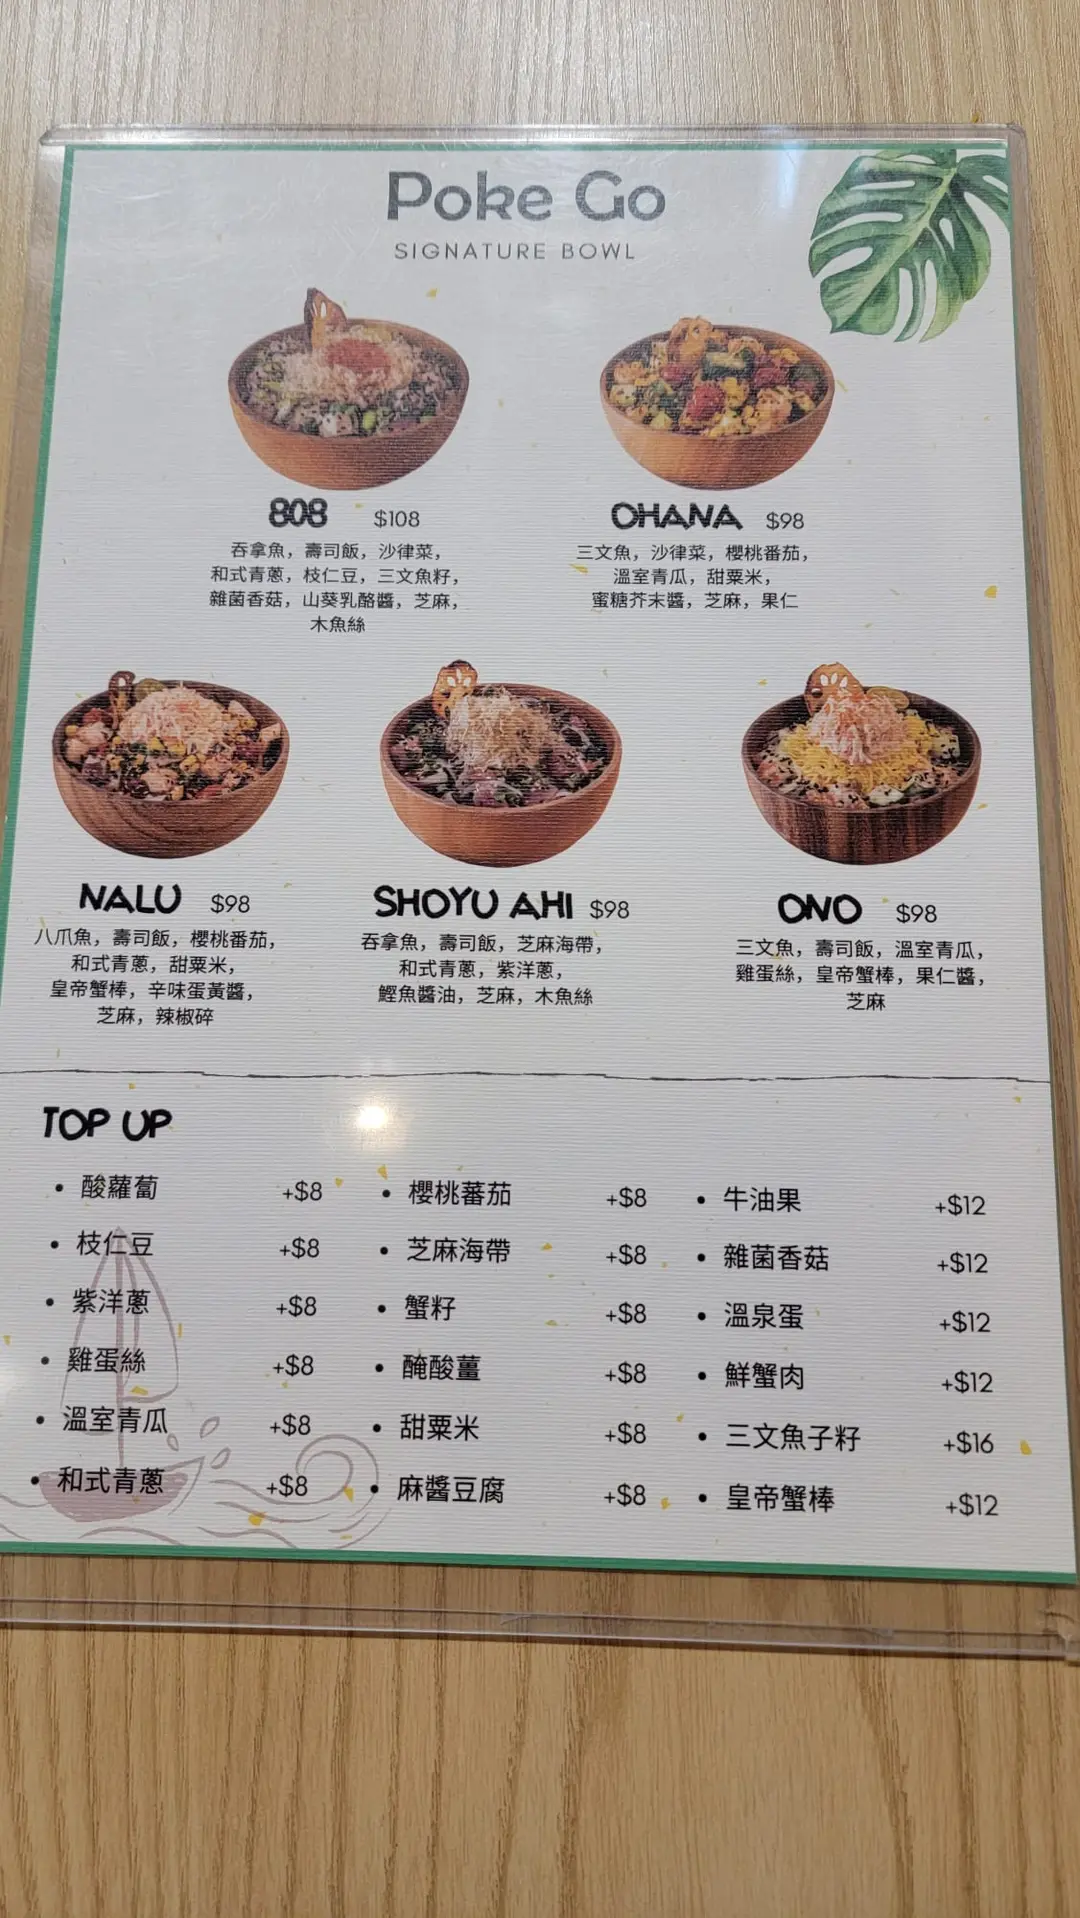 Poke Go
SIGNATURE BOWL
808 $108
吞拿魚，壽司飯，沙律菜，
和式青蔥，枝仁豆，三文魚籽，
雜菌香菇，山葵乳酪醬，芝麻，
木魚絲
OHANA $98
三文魚，沙律菜，櫻桃番茄，
溫室青瓜，甜粟米，
蜜糖芥末醬，芝麻，果仁
NALU $98
八爪魚，壽司飯，櫻桃番茄，
和式青蔥，甜粟米，
皇帝蟹棒，辛味蛋黃醬，
芝麻，辣椒碎
SHOYU AHI $98
吞拿魚，壽司飯，芝麻海帶，
和式青蔥，紫洋蔥，
鰹魚醬油，芝麻，木魚絲
ONO $98
三文魚，壽司飯，溫室青瓜，
雞蛋絲，皇帝蟹棒，果仁醬，
芝麻
TOP UP
• 酸蘿蔔 +$8
• 枝仁豆 +$8
• 紫洋蔥 +$8
• 雞蛋絲 +$8
• 溫室青瓜 +$8
• 和式青蔥 +$8
• 櫻桃蕃茄 +$8
• 芝麻海帶 +$8
• 蟹籽 +$8
• 醃酸薑 +$8
• 甜粟米 +$8
• 麻醬豆腐 +$8
• 牛油果 +$12
• 雜菌香菇 +$12
• 溫泉蛋 +$12
• 鮮蟹肉 +$12
• 三文魚子籽 +$16
• 皇帝蟹棒 +$12